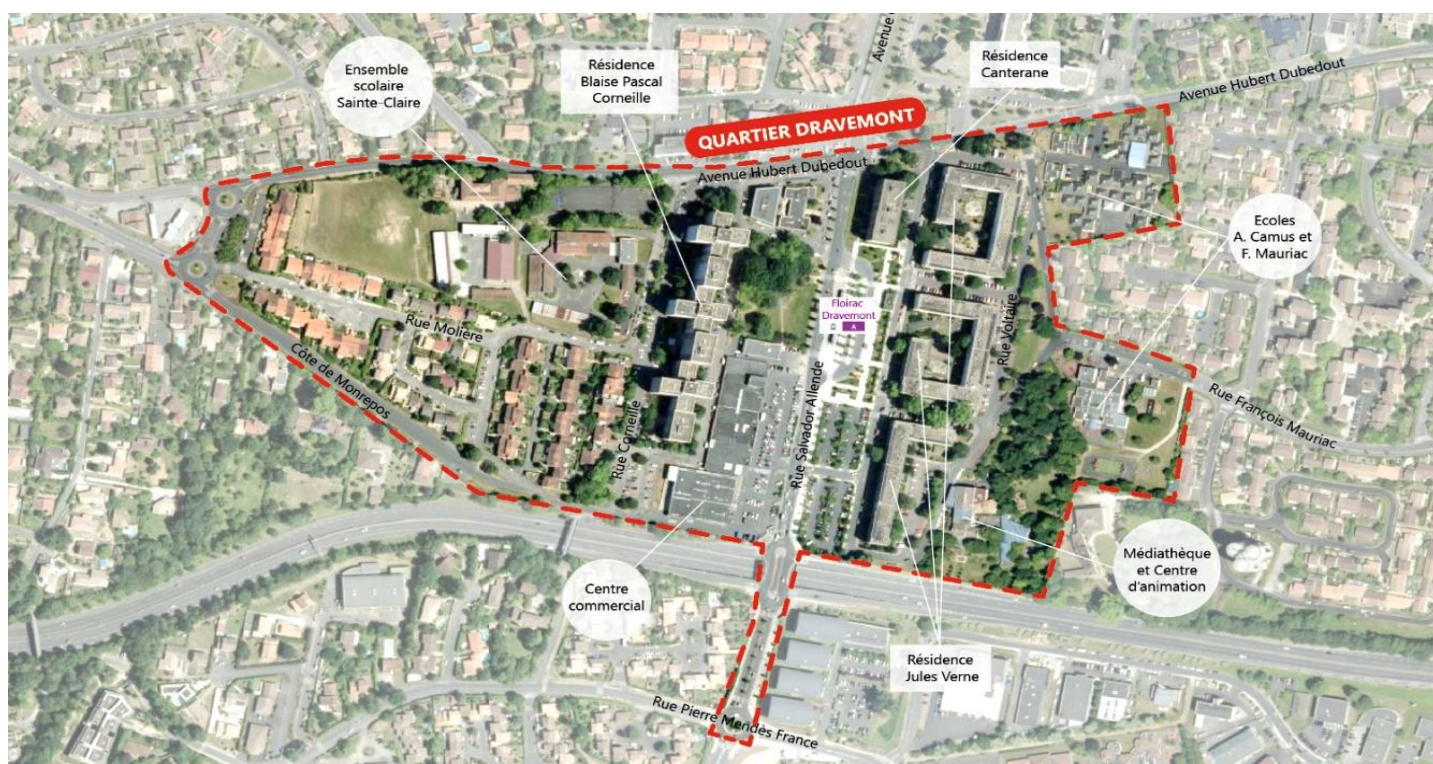 Ensemble
scolaire
Sainte-Claire
Résidence
Blaise Pascal
Corneille
QUARTIER DRAVEMONT
Résidence
Canterane
Avenue
Avenue Hubert Dubedout
Avenue Hubert Dubedout
Ecoles
A. Camus et
F. Mauriac
Floirac
Dravemont
A
Rue Molière
Rue Voltaire
Côte de Monrepos
Rue Corneille
Rue Salvador Allende
Rue François Mauriac
Centre
commercial
Médiathèque
et Centre
d'animation
Résidence
Jules Verne
Rue Pierre Mendès France